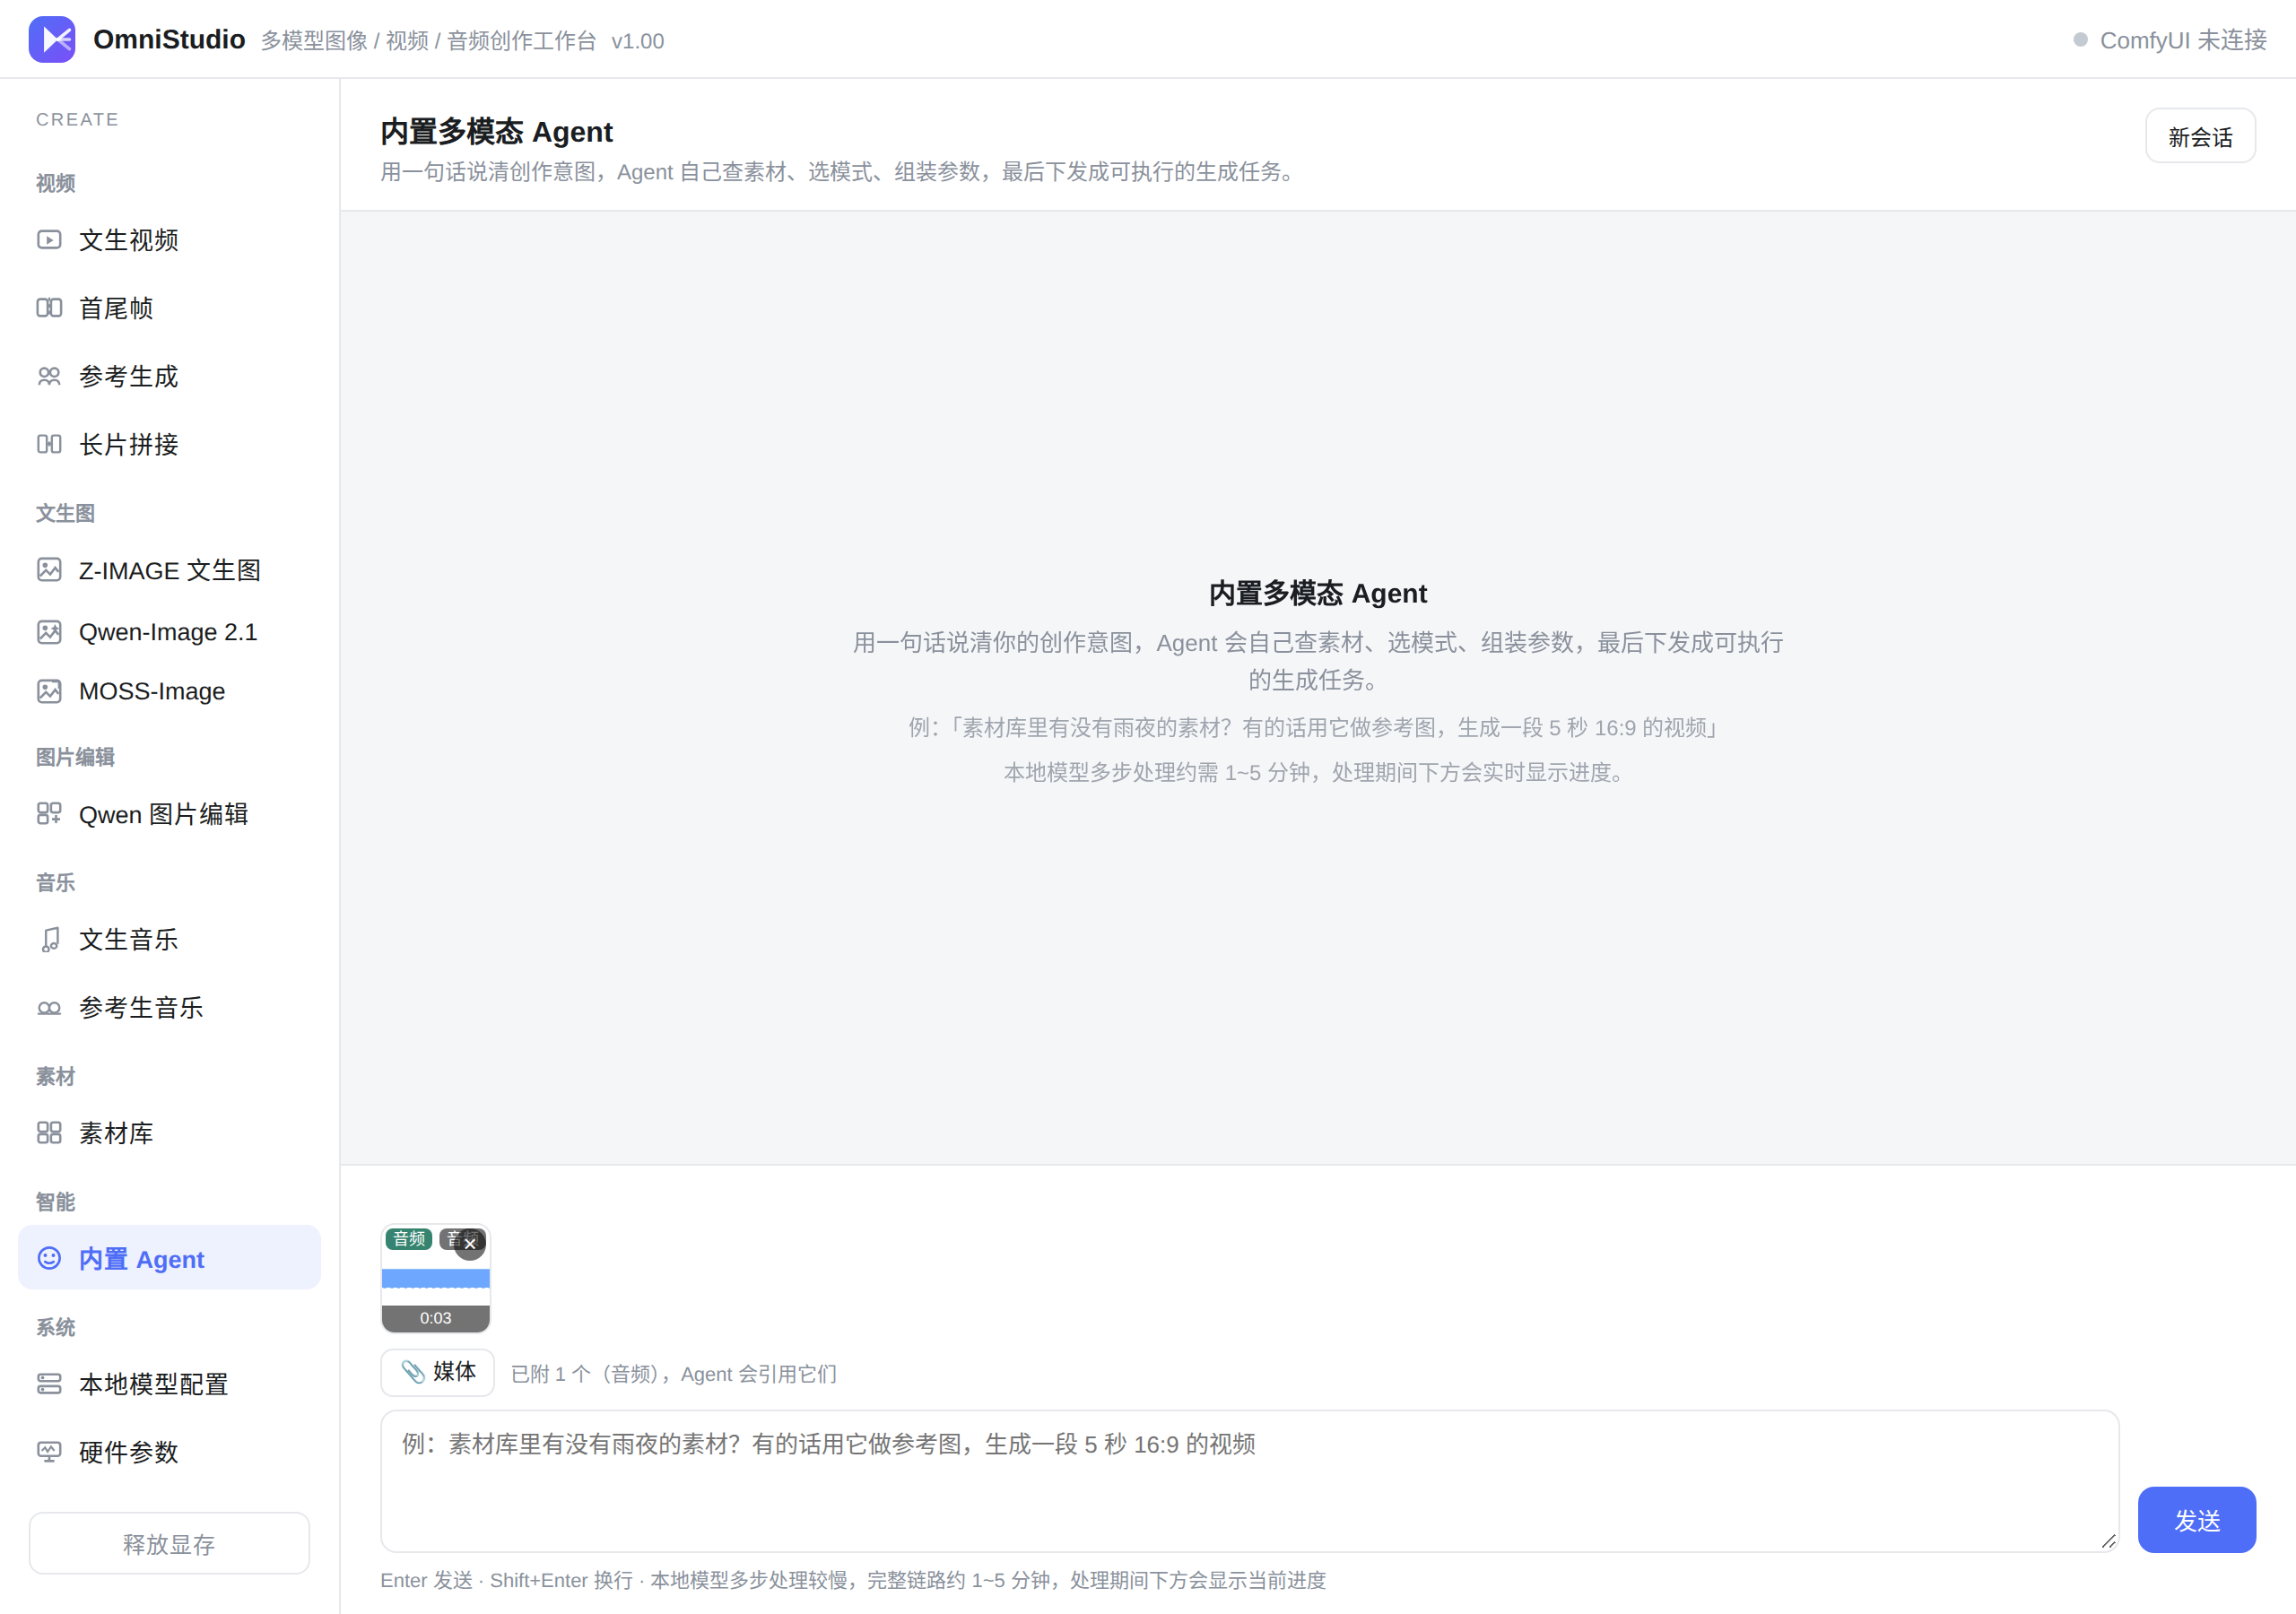 OmniStudio 多模型图像 / 视频 / 音频创作工作台 v1.00
ComfyUI 未连接
CREATE
视频
文生视频
首尾帧
参考生成
长片拼接
文生图
Z-IMAGE 文生图
Qwen-Image 2.1
MOSS-Image
图片编辑
Qwen 图片编辑
音乐
文生音乐
参考生音乐
素材
素材库
智能
内置 Agent
系统
本地模型配置
硬件参数
释放显存
内置多模态 Agent
用一句话说清创作意图，Agent 自己查素材、选模式、组装参数，最后下发成可执行的生成任务。
新会话
内置多模态 Agent
用一句话说清你的创作意图，Agent 会自己查素材、选模式、组装参数，最后下发成可执行
的生成任务。
例：「素材库里有没有雨夜的素材？有的话用它做参考图，生成一段 5 秒 16:9 的视频」
本地模型多步处理约需 1~5 分钟，处理期间下方会实时显示进度。
音频 音频 ✕
0:03
📎 媒体 已附 1 个（音频），Agent 会引用它们
例：素材库里有没有雨夜的素材？有的话用它做参考图，生成一段 5 秒 16:9 的视频
发送
Enter 发送 · Shift+Enter 换行 · 本地模型多步处理较慢，完整链路约 1~5 分钟，处理期间下方会显示当前进度